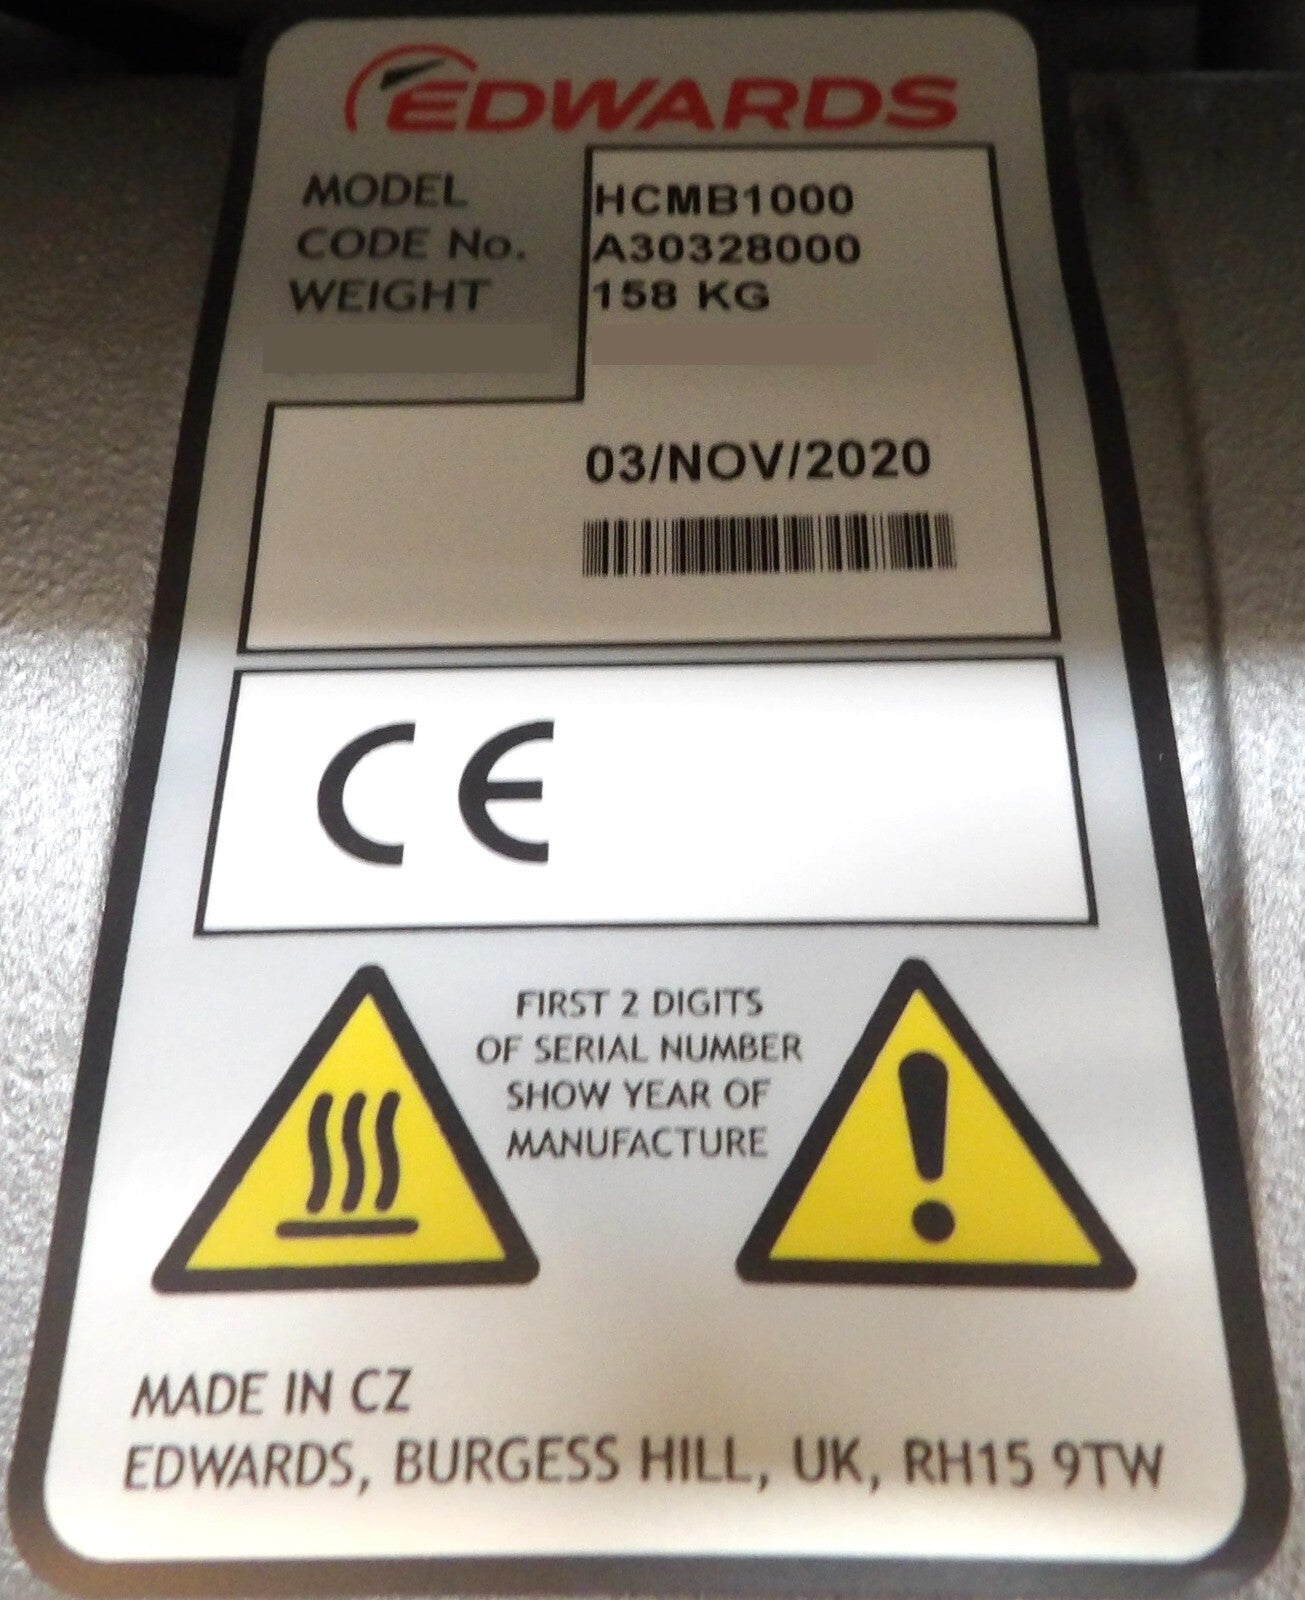 EDWARDS
MODEL HCMB1000
CODE No. A30328000
WEIGHT 158 KG
03/NOV/2020
CE
FIRST 2 DIGITS
OF SERIAL NUMBER
SHOW YEAR OF
MANUFACTURE
MADE IN CZ
EDWARDS, BURGESS HILL, UK, RH15 9TW